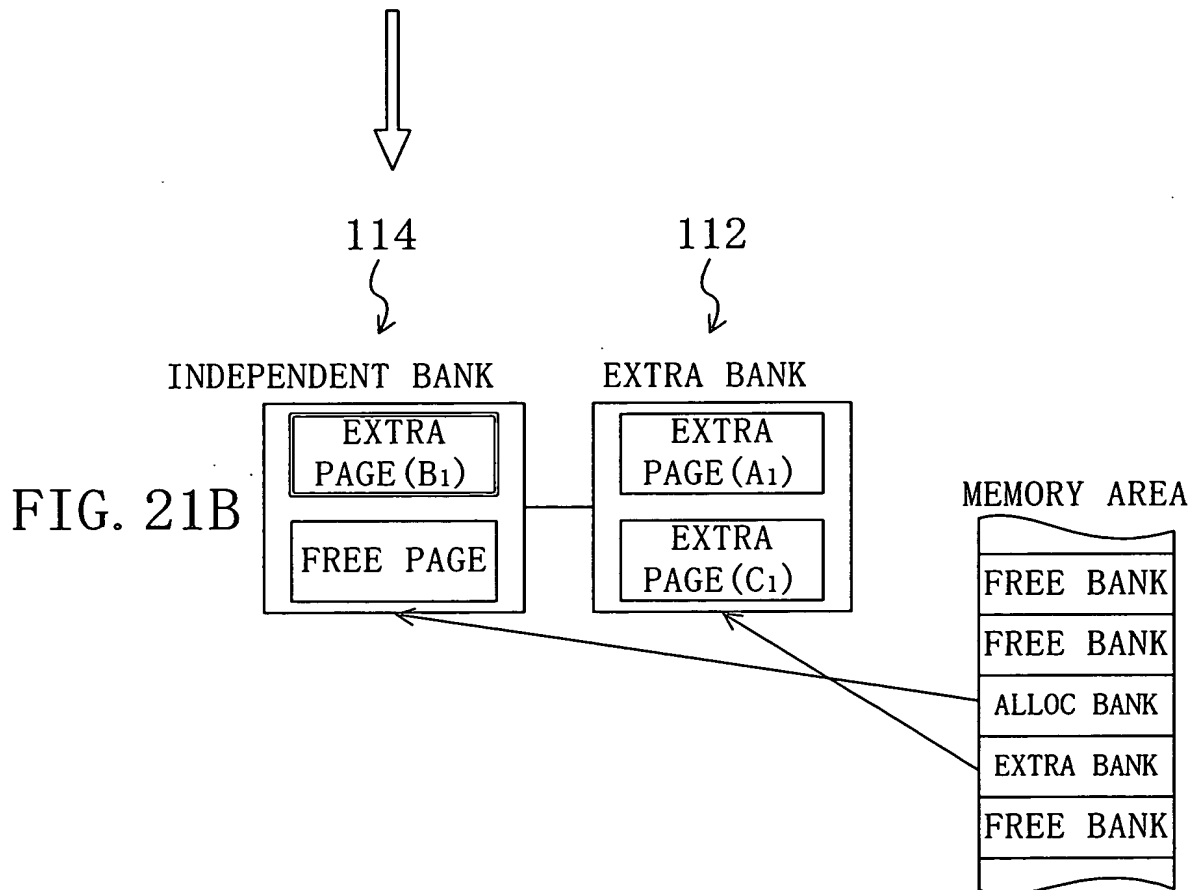 114
112
INDEPENDENT BANK
EXTRA BANK
EXTRA
PAGE(B1)
FREE PAGE
EXTRA
PAGE(A1)
EXTRA
PAGE(C1)
FIG. 21B
MEMORY AREA
FREE BANK
FREE BANK
ALLOC BANK
EXTRA BANK
FREE BANK